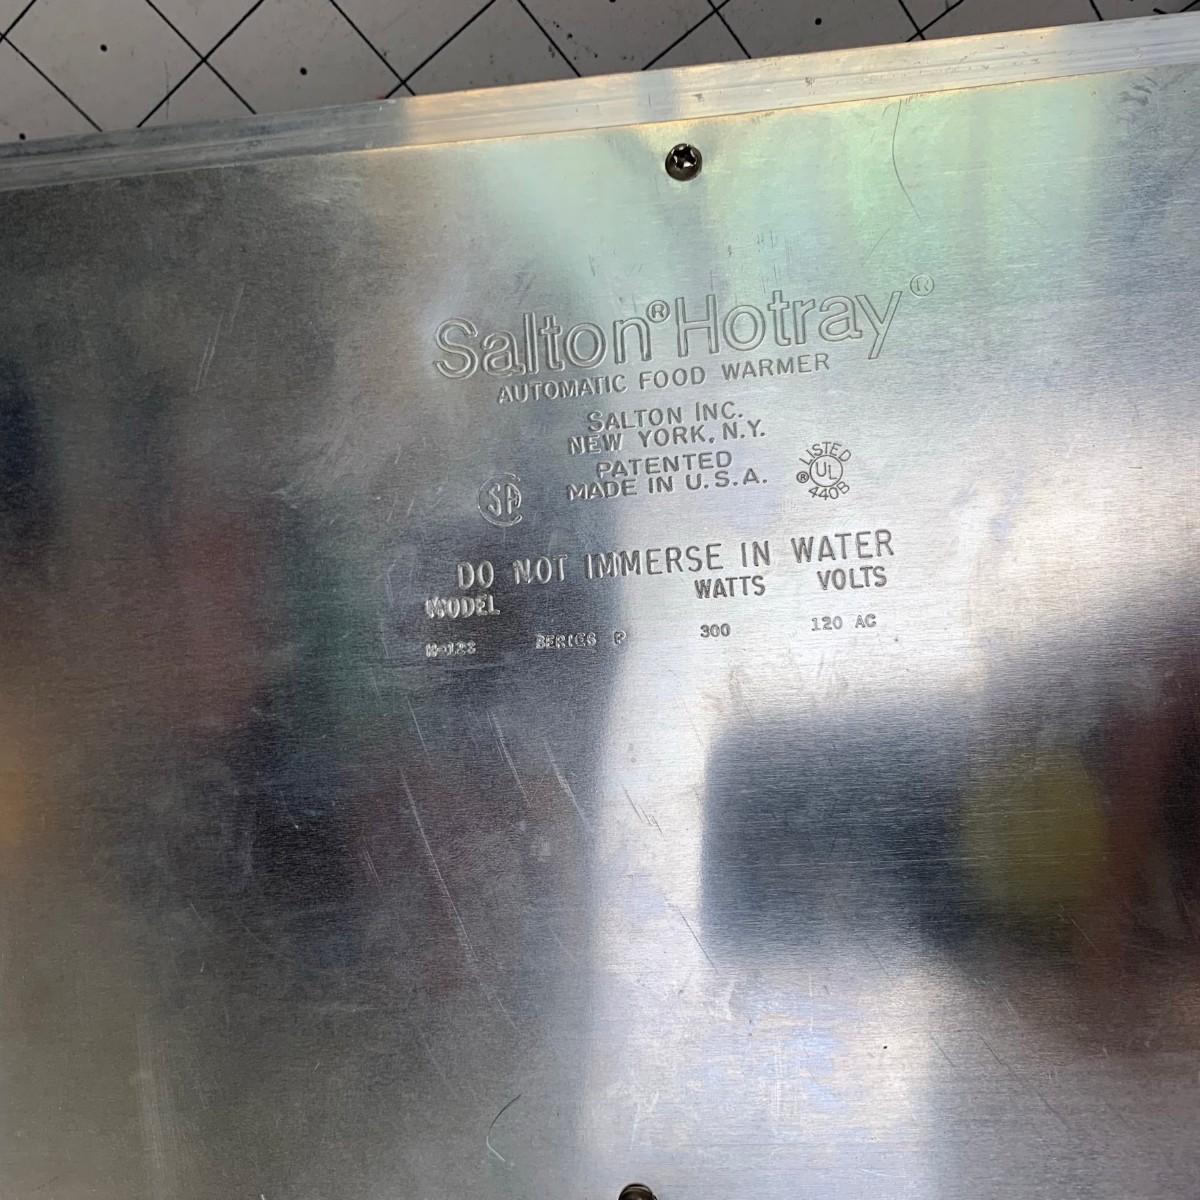 Salton® Hotray®
AUTOMATIC FOOD WARMER
SALTON INC.
NEW YORK, N.Y.
PATENTED
MADE IN U.S.A.
SA
LISTED
® UL
440B
DO NOT IMMERSE IN WATER
MODEL WATTS VOLTS
SERIES 300 120 AC